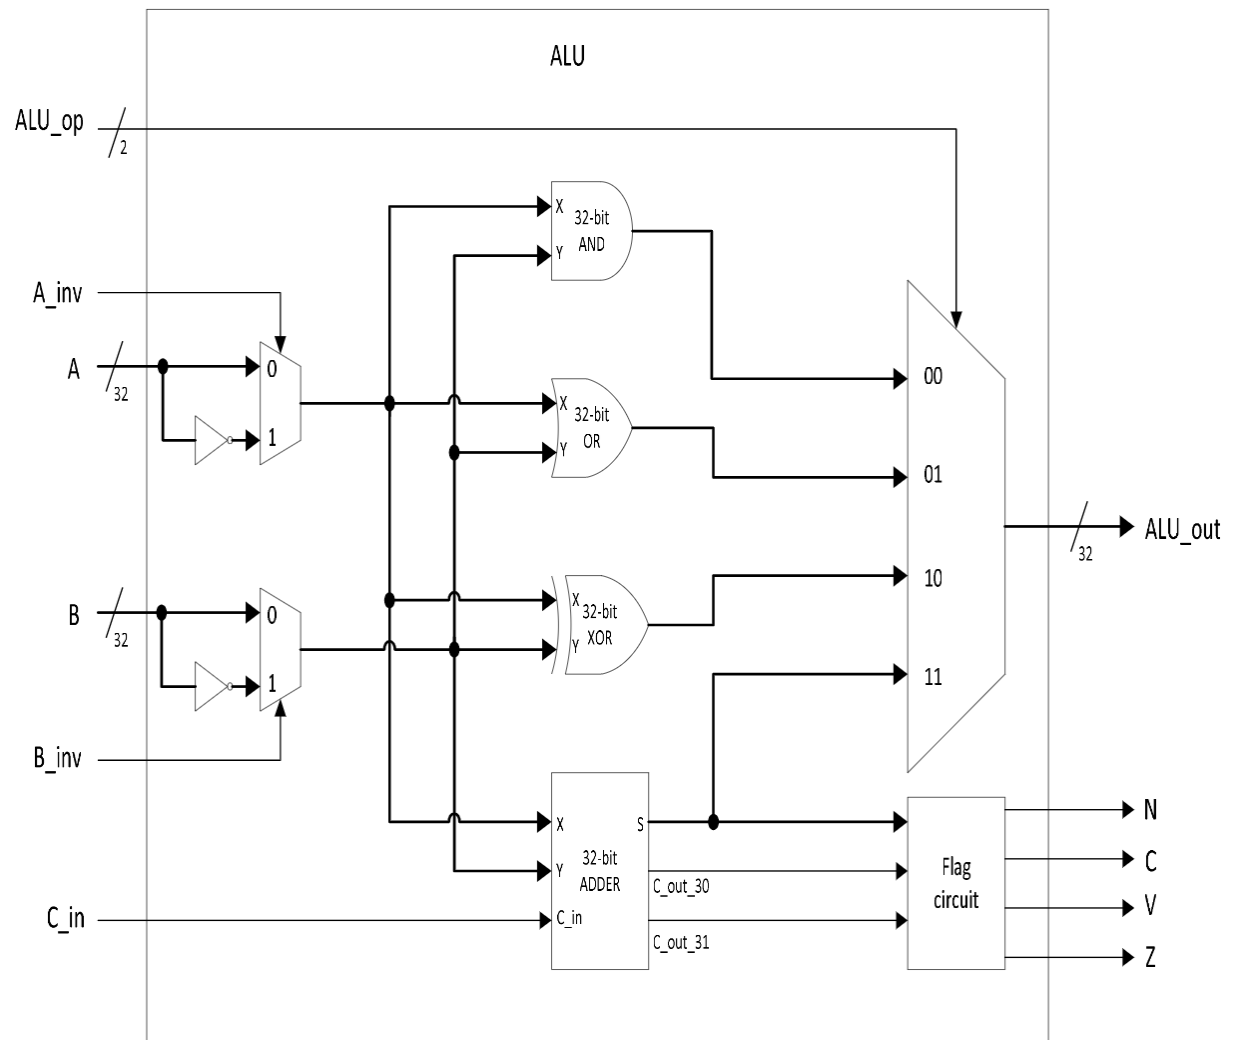 ALU
ALU_op
2
X
32-bit
AND
Y
A_inv
A
32
0
1
X
32-bit
OR
Y
00
01
10
11
ALU_out
32
B
32
0
1
B_inv
X
32-bit
XOR
Y
X
S
32-bit
ADDER
Y
C_in
C_in
C_out_30
C_out_31
Flag
circuit
N
C
V
Z